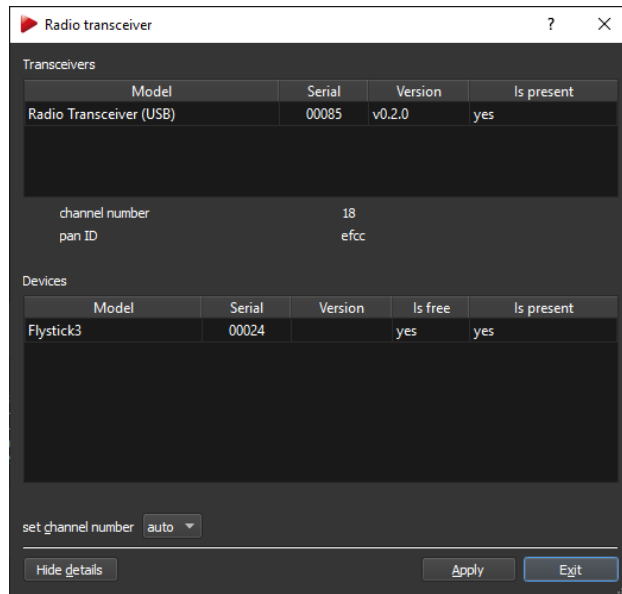 Radio transceiver ?
Transceivers
Model Serial Version Is present
Radio Transceiver (USB) 00085 v0.2.0 yes
channel number 18
pan ID efcc
Devices
Model Serial Version Is free Is present
Flystick3 00024 yes yes
set channel number auto
Hide details Apply Exit